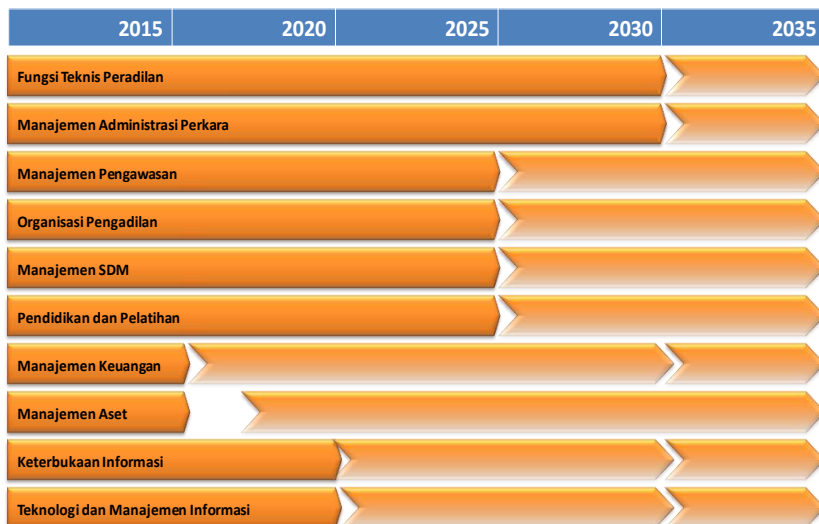 2015 2020 2025 2030 2035
Fungsi Teknis Peradilan
Manajemen Administrasi Perkara
Manajemen Pengawasan
Organisasi Pengadilan
Manajemen SDM
Pendidikan dan Pelatihan
Manajemen Keuangan
Manajemen Aset
Keterbukaan Informasi
Teknologi dan Manajemen Informasi